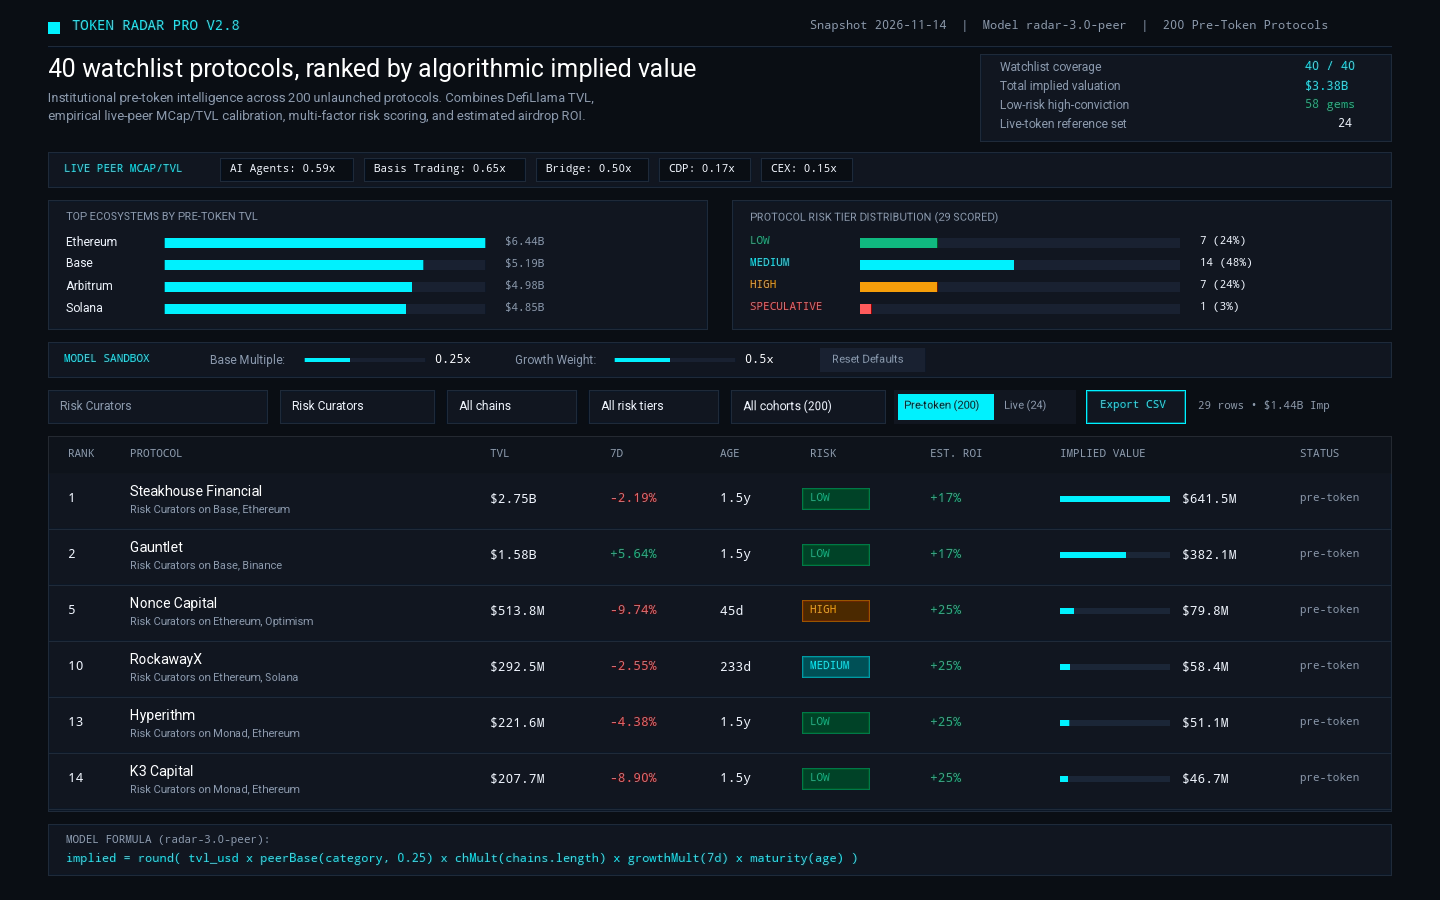 TOKEN RADAR PRO V2.8
Snapshot 2026-11-14 | Model radar-3.0-peer | 200 Pre-Token Protocols
40 watchlist protocols, ranked by algorithmic implied value
Institutional pre-token intelligence across 200 unlaunched protocols. Combines DefiLlama TVL,
empirical live-peer MCap/TVL calibration, multi-factor risk scoring, and estimated airdrop ROI.
Watchlist coverage 40 / 40
Total implied valuation $3.38B
Low-risk high-conviction 58 gems
Live-token reference set 24
LIVE PEER MCAP/TVL AI Agents: 0.59x Basis Trading: 0.65x Bridge: 0.50x CDP: 0.17x CEX: 0.15x
TOP ECOSYSTEMS BY PRE-TOKEN TVL
Ethereum $6.44B
Base $5.19B
Arbitrum $4.98B
Solana $4.85B
PROTOCOL RISK TIER DISTRIBUTION (29 SCORED)
LOW 7 (24%)
MEDIUM 14 (48%)
HIGH 7 (24%)
SPECULATIVE 1 (3%)
MODEL SANDBOX Base Multiple: 0.25x Growth Weight: 0.5x Reset Defaults
Risk Curators Risk Curators All chains All risk tiers All cohorts (200) Pre-token (200) Live (24) Export CSV 29 rows • $1.44B Imp
RANK PROTOCOL TVL 7D AGE RISK EST. ROI IMPLIED VALUE STATUS
1 Steakhouse Financial $2.75B -2.19% 1.5y LOW +17% $641.5M pre-token
Risk Curators on Base, Ethereum
2 Gauntlet $1.58B +5.64% 1.5y LOW +17% $382.1M pre-token
Risk Curators on Base, Binance
5 Nonce Capital $513.8M -9.74% 45d HIGH +25% $79.8M pre-token
Risk Curators on Ethereum, Optimism
10 RockawayX $292.5M -2.55% 233d MEDIUM +25% $58.4M pre-token
Risk Curators on Ethereum, Solana
13 Hyperithm $221.6M -4.38% 1.5y LOW +25% $51.1M pre-token
Risk Curators on Monad, Ethereum
14 K3 Capital $207.7M -8.90% 1.5y LOW +25% $46.7M pre-token
Risk Curators on Monad, Ethereum
MODEL FORMULA (radar-3.0-peer):
implied = round( tvl_usd x peerBase(category, 0.25) x chMult(chains.length) x growthMult(7d) x maturity(age) )